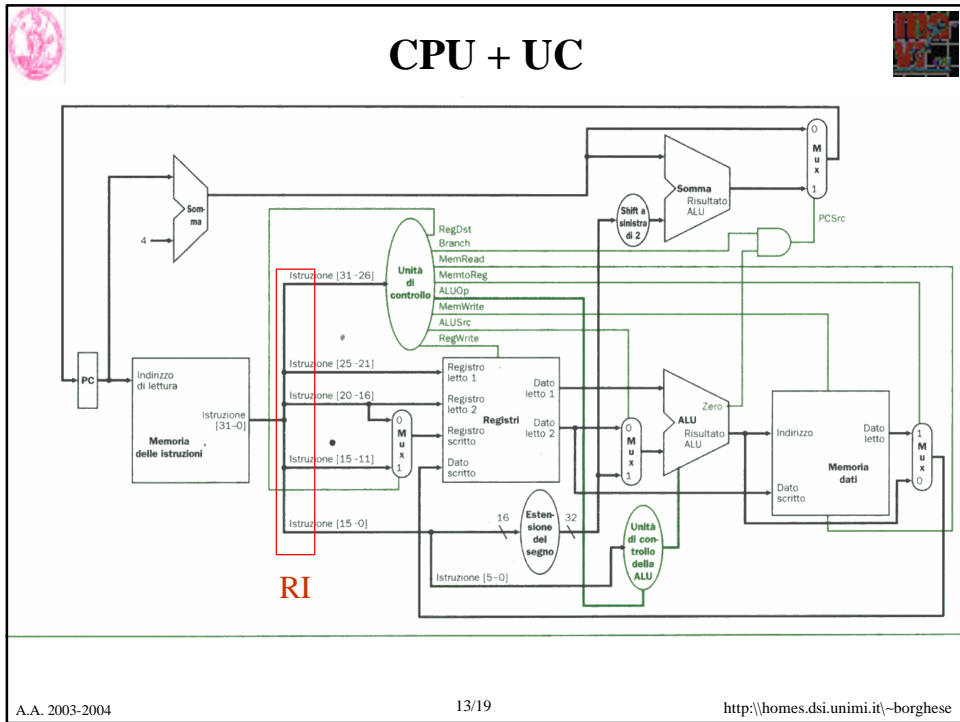 CPU + UC
0
M
u
x
1
Som-
ma
4
Somma
Risultato
ALU
Shift a
sinistra
di 2
PCSrc
RegDst
Branch
MemRead
MemtoReg
ALUOp
MemWrite
ALUSrc
RegWrite
Unità
di
controllo
Istruzione [31-26]
Istruzione [25-21]
Istruzione [20-16]
Istruzione [15-11]
Istruzione [15-0]
Istruzione [5-0]
PC
Indirizzo
di lettura
Istruzione
[31-0]
Memoria
delle istruzioni
0
M
u
x
1
Registro
letto 1
Registro
letto 2
Registro
scritto
Dato
scritto
Registri
Dato
letto 1
Dato
letto 2
0
M
u
x
1
Zero
ALU
Risultato
ALU
Indirizzo
Dato
scritto
Dato
letto
Memoria
dati
1
M
u
x
0
16
Esten-
sione
del
segno
32
Unità
di con-
trollo
della
ALU
RI
A.A. 2003-2004
13/19
http:\\homes.dsi.unimi.it\~borghese